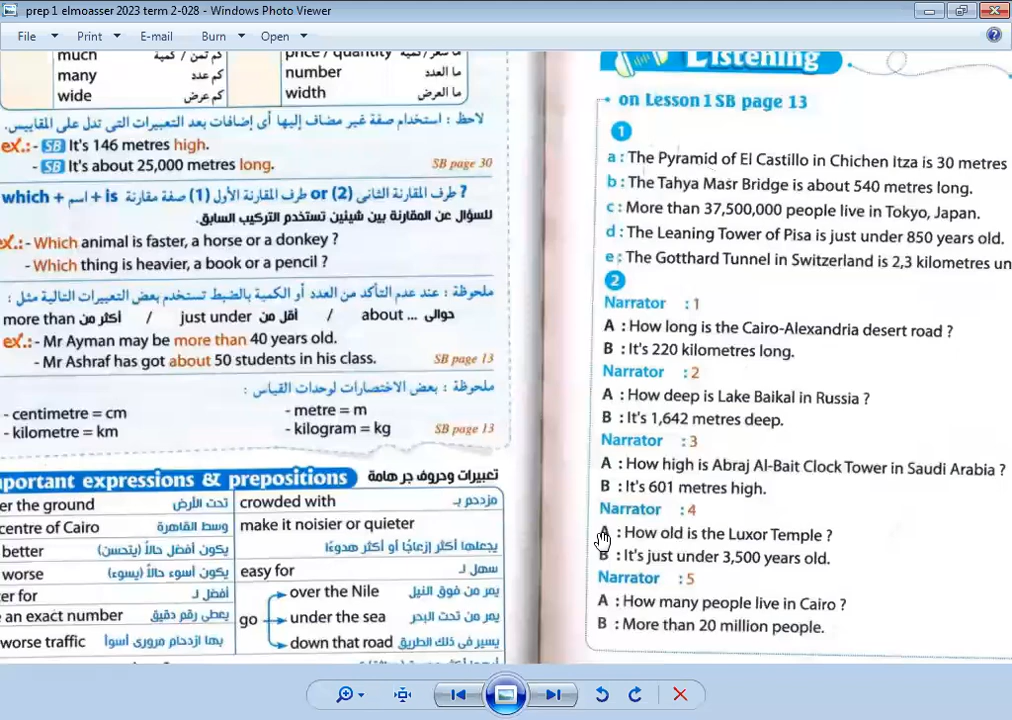 prep 1 elmoasser 2023 term 2-028 - Windows Photo Viewer
File Print E-mail Burn Open
much كم ثمن / كمية price / quantity ما سعر / كمية
many كم عدد number ما العدد
wide كم عرض width ما العرض
لاحظ : استخدام صفة غير مضاف إليها أى إضافات بعد التعبيرات التى تدل على المقاييس.
ex.: - SB It's 146 metres high.
- SB It's about 25,000 metres long. SB page 30
which + اسم + is + صفة مقارنة (1) طرف المقارنة الأول or (2) طرف المقارنة الثانى ?
للسؤال عن المقارنة بين شيئين تستخدم التركيب السابق.
ex.: - Which animal is faster, a horse or a donkey ?
- Which thing is heavier, a book or a pencil ?
ملحوظة : عند عدم التأكد من العدد أو الكمية بالضبط تستخدم بعض التعبيرات التالية مثل :
more than أكثر من / just under أقل من / about ... حوالى
ex.: - Mr Ayman may be more than 40 years old.
- Mr Ashraf has got about 50 students in his class. SB page 13
ملحوظة : بعض الاختصارات لوحدات القياس :
- centimetre = cm - metre = m
- kilometre = km - kilogram = kg SB page 13
portant expressions & prepositions تعبيرات وحروف جر هامة
er the ground تحت الأرض crowded with مزدحم بـ
centre of Cairo وسط القاهرة make it noisier or quieter
better يكون أفضل حالاً (يتحسن) يجعلها أكثر إزعاجًا أو أكثر هدوءًا
worse يكون أسوء حالاً (يسوء) easy for سهل لـ
ter for أفضل لـ over the Nile يمر من فوق النيل
e an exact number يعطى رقم دقيق go under the sea يمر من تحت البحر
worse traffic بها ازدحام مرورى أسوأ down that road يسير فى ذلك الطريق
Listening
on Lesson 1 SB page 13
1
a : The Pyramid of El Castillo in Chichen Itza is 30 metres
b : The Tahya Masr Bridge is about 540 metres long.
c : More than 37,500,000 people live in Tokyo, Japan.
d : The Leaning Tower of Pisa is just under 850 years old.
e : The Gotthard Tunnel in Switzerland is 2,3 kilometres un
2
Narrator : 1
A : How long is the Cairo-Alexandria desert road ?
B : It's 220 kilometres long.
Narrator : 2
A : How deep is Lake Baikal in Russia ?
B : It's 1,642 metres deep.
Narrator : 3
A : How high is Abraj Al-Bait Clock Tower in Saudi Arabia ?
B : It's 601 metres high.
Narrator : 4
A : How old is the Luxor Temple ?
B : It's just under 3,500 years old.
Narrator : 5
A : How many people live in Cairo ?
B : More than 20 million people.